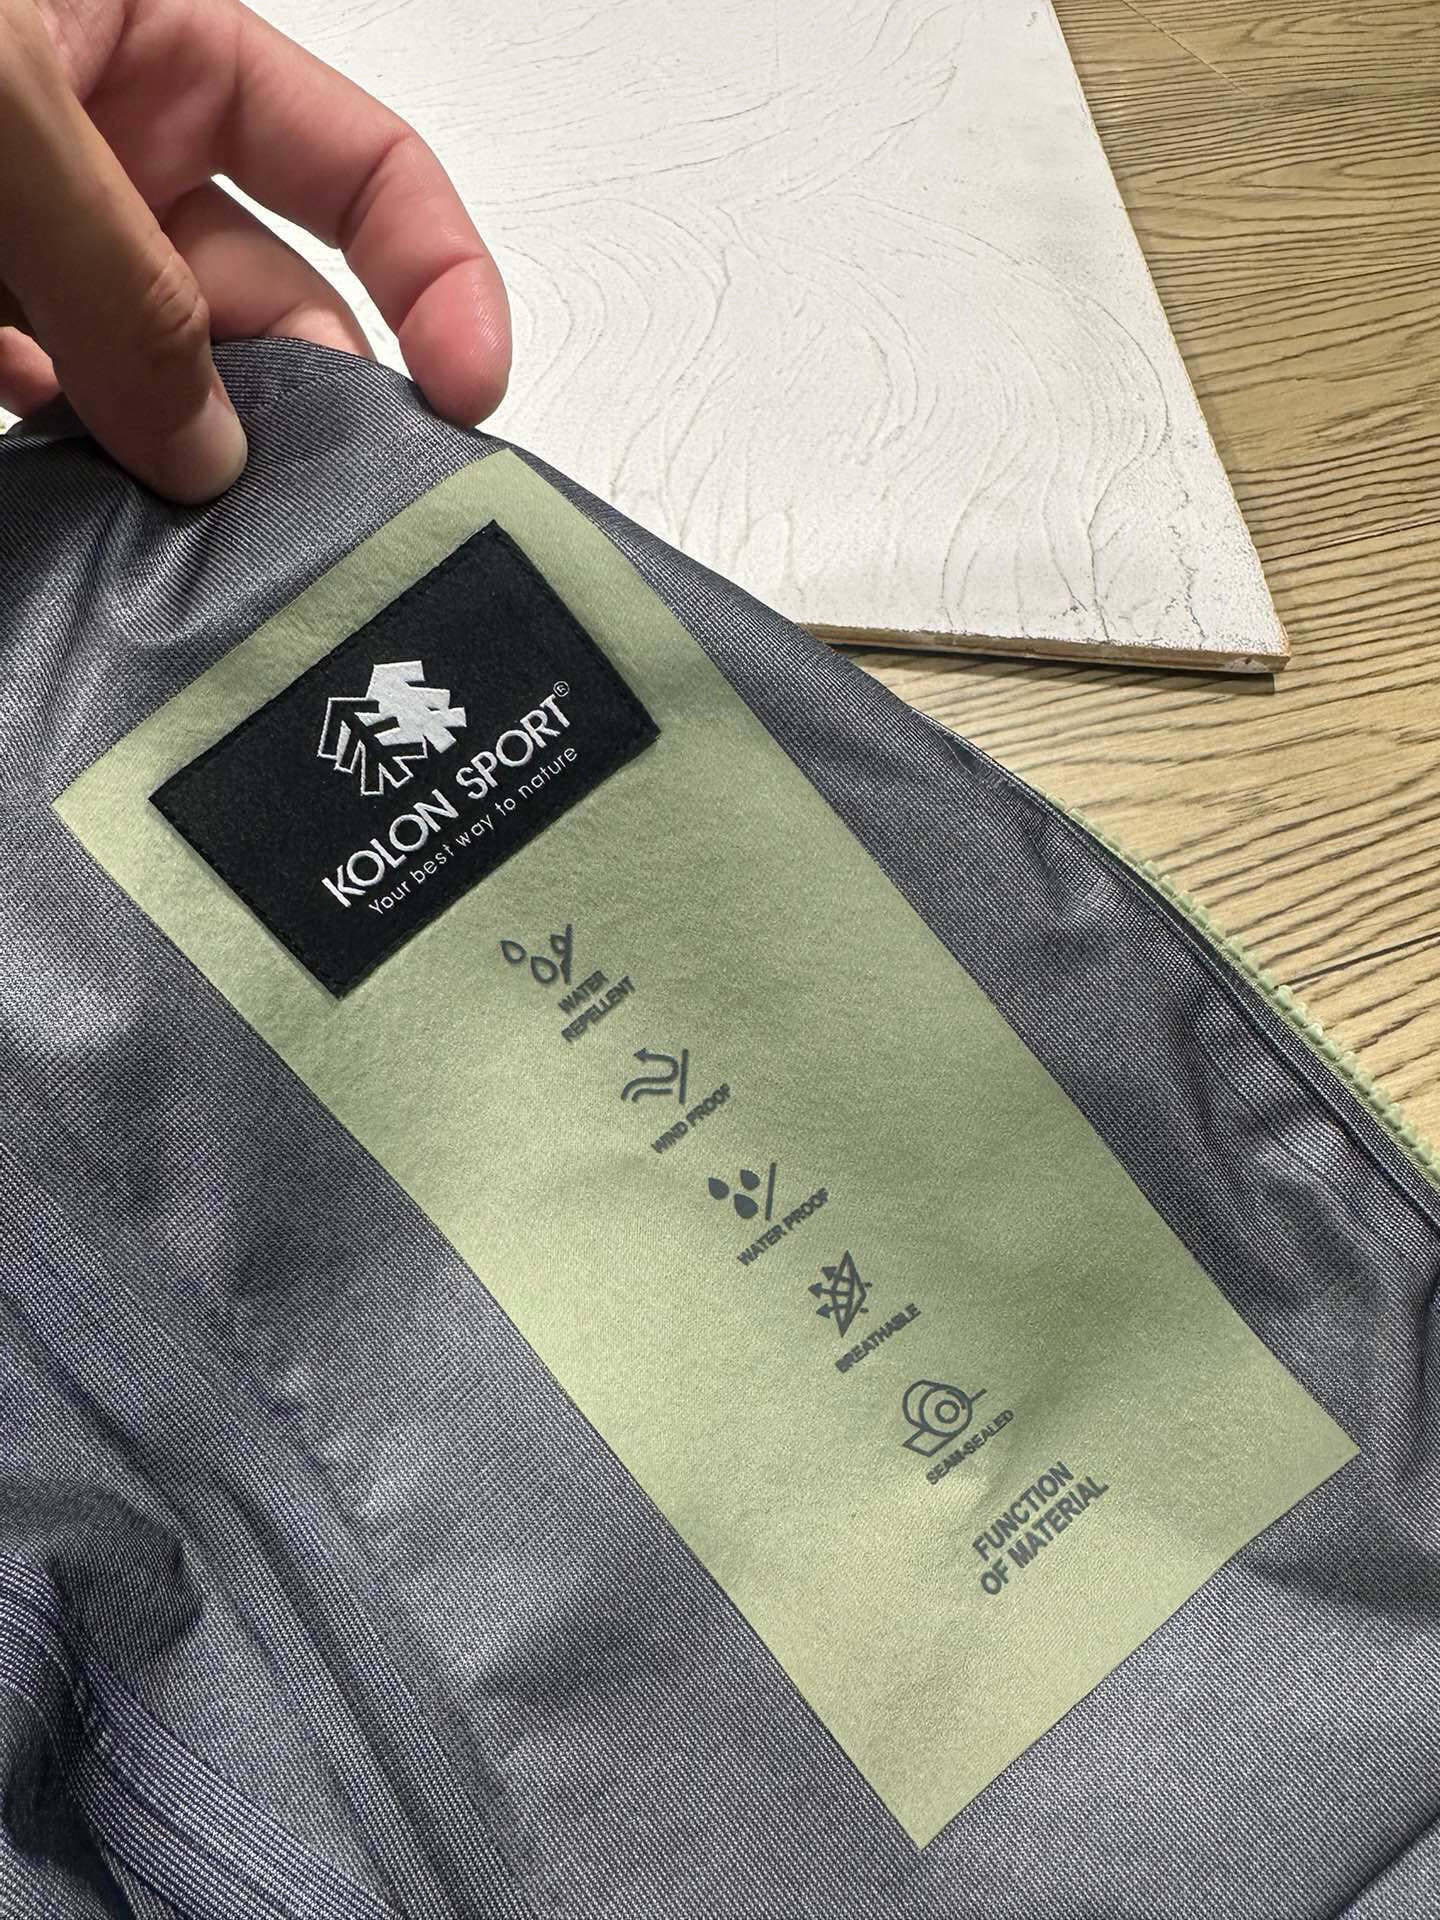 KOLON SPORT®
Your best way to nature
WATER
REPELLENT
WIND PROOF
WATER PROOF
BREATHABLE
SEAM-SEALED
FUNCTION
OF MATERIAL